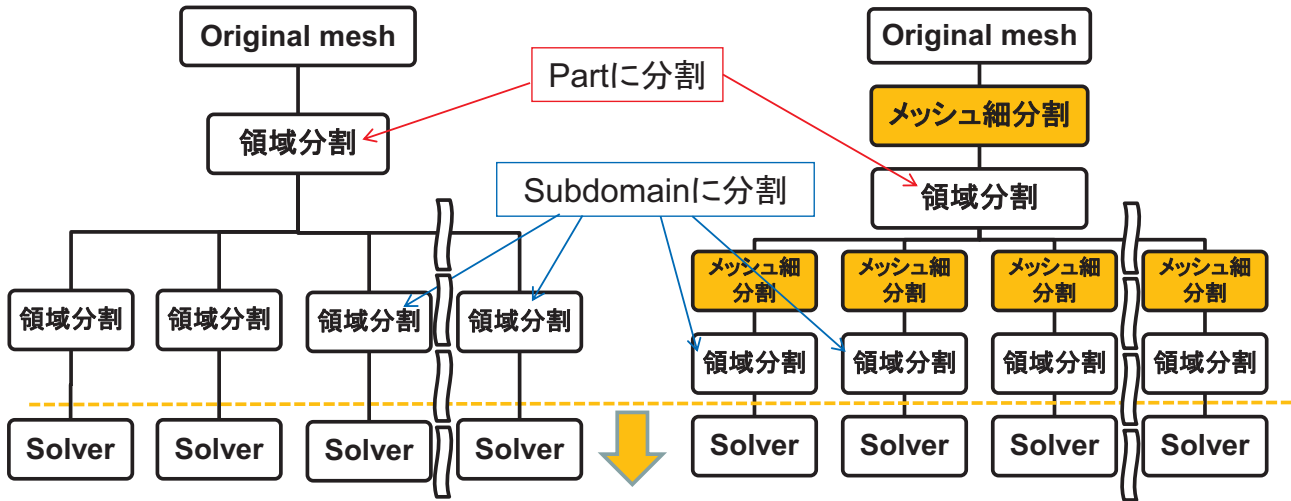 Original mesh
Original mesh
Partに分割
メッシュ細分割
領域分割
Subdomainに分割
領域分割
メッシュ細
分割
メッシュ細
分割
メッシュ細
分割
メッシュ細
分割
領域分割
領域分割
領域分割
領域分割
領域分割
領域分割
領域分割
領域分割
Solver
Solver
Solver
Solver
Solver
Solver
Solver
Solver